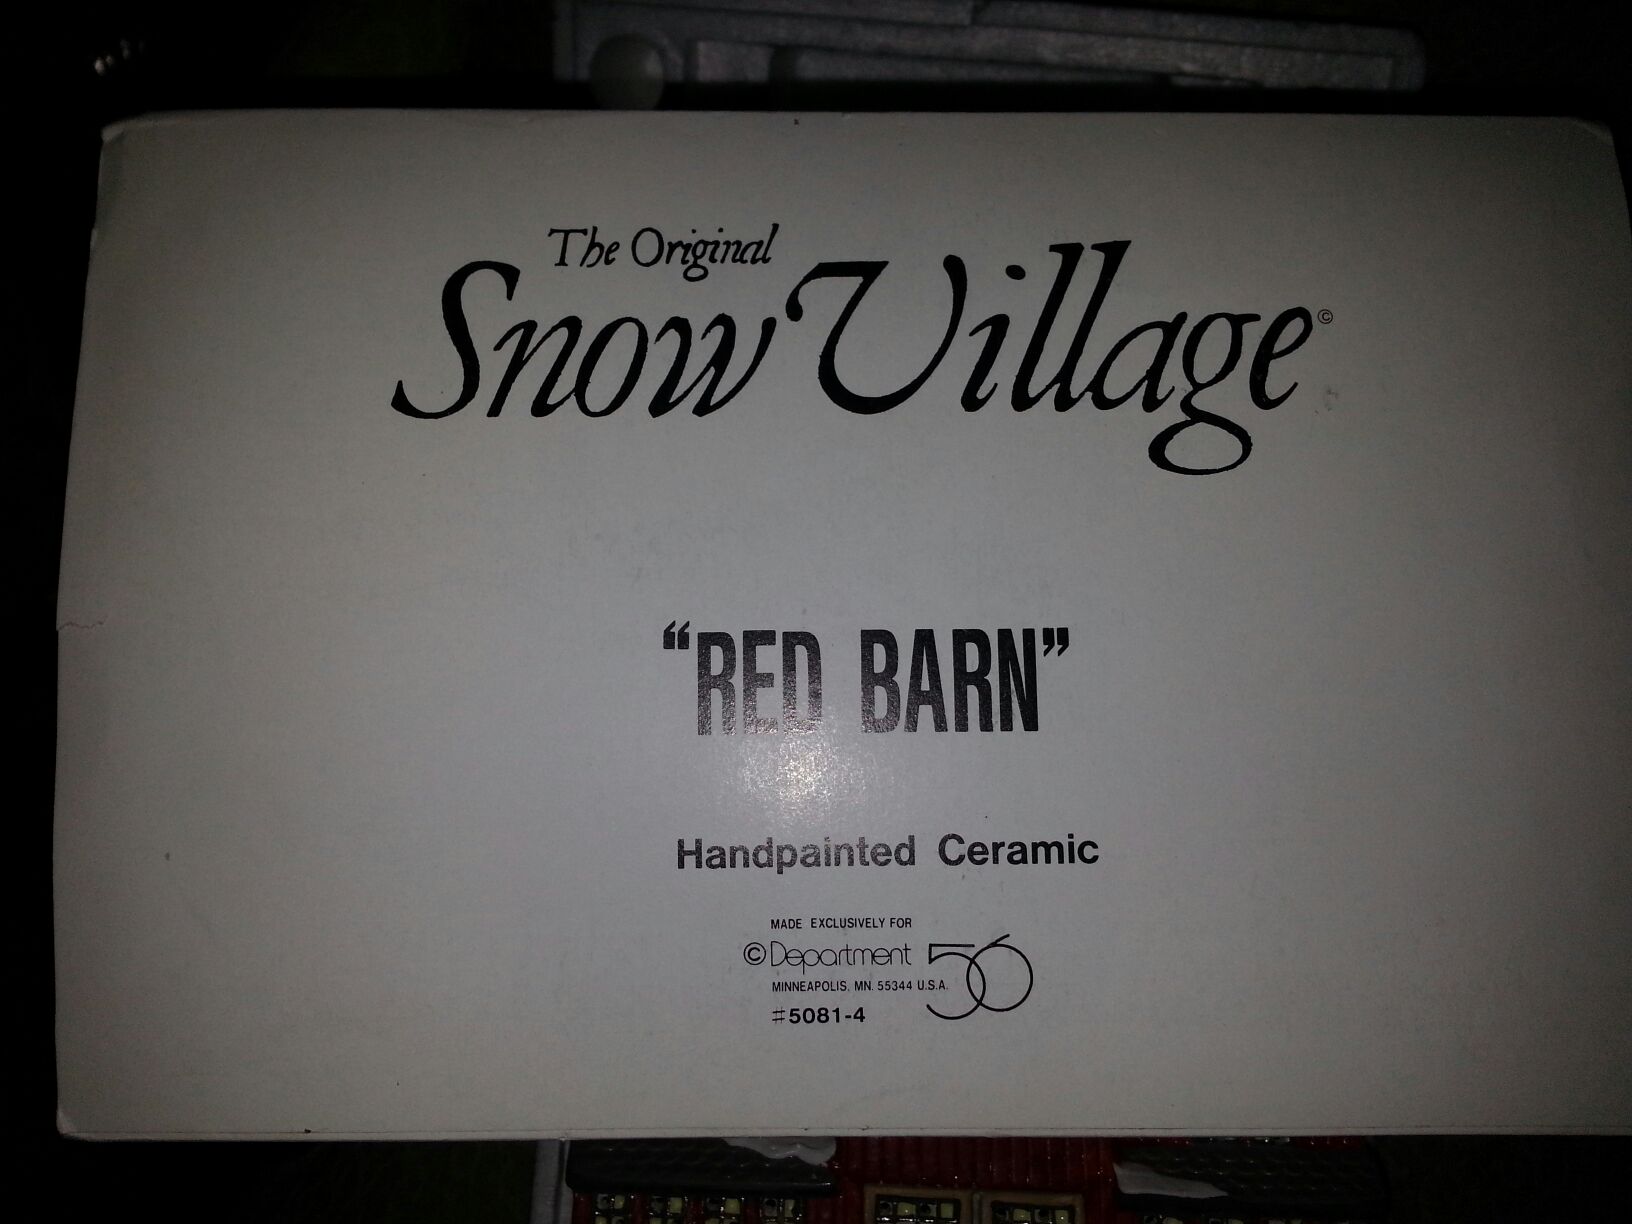 The Original
Snow Village©
“RED BARN”
Handpainted Ceramic
MADE EXCLUSIVELY FOR
©Department 56
MINNEAPOLIS, MN. 55344 U.S.A.
#5081-4